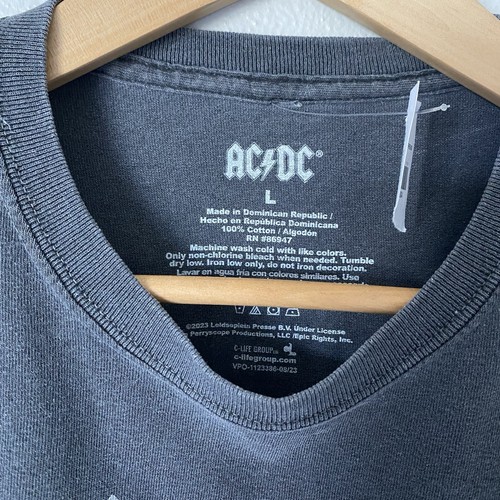 AC⚡DC®
L
Made in Dominican Republic /
Hecho en República Dominicana
100% Cotton / Algodón
RN #86947
Machine wash cold with like colors.
Only non-chlorine bleach when needed. Tumble
dry low. Iron low only, do not iron decoration.
Lavar en agua fría con colores similares. Use
©2023 Leidseplein Presse B.V. Under License
Perryscope Productions, LLC /Epic Rights, Inc.
C-LIFE GROUP
c-lifegroup.com
VPO-1123386-08/23